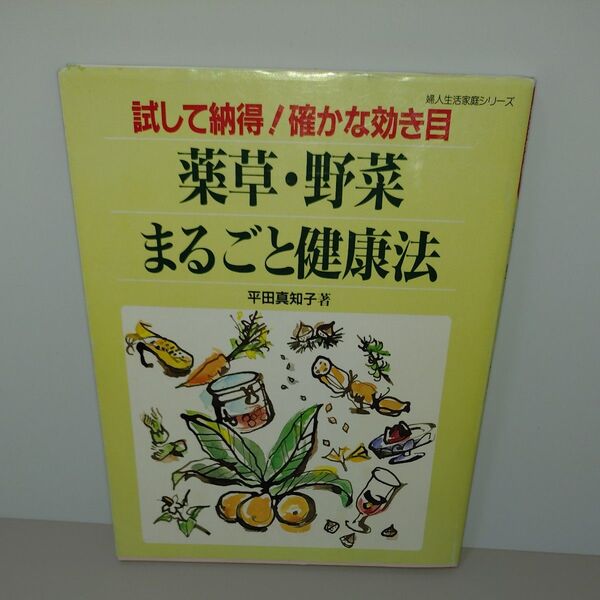 婦人生活家庭シリーズ
試して納得!確かな効き目
薬草・野菜
まるごと健康法
平田真知子著